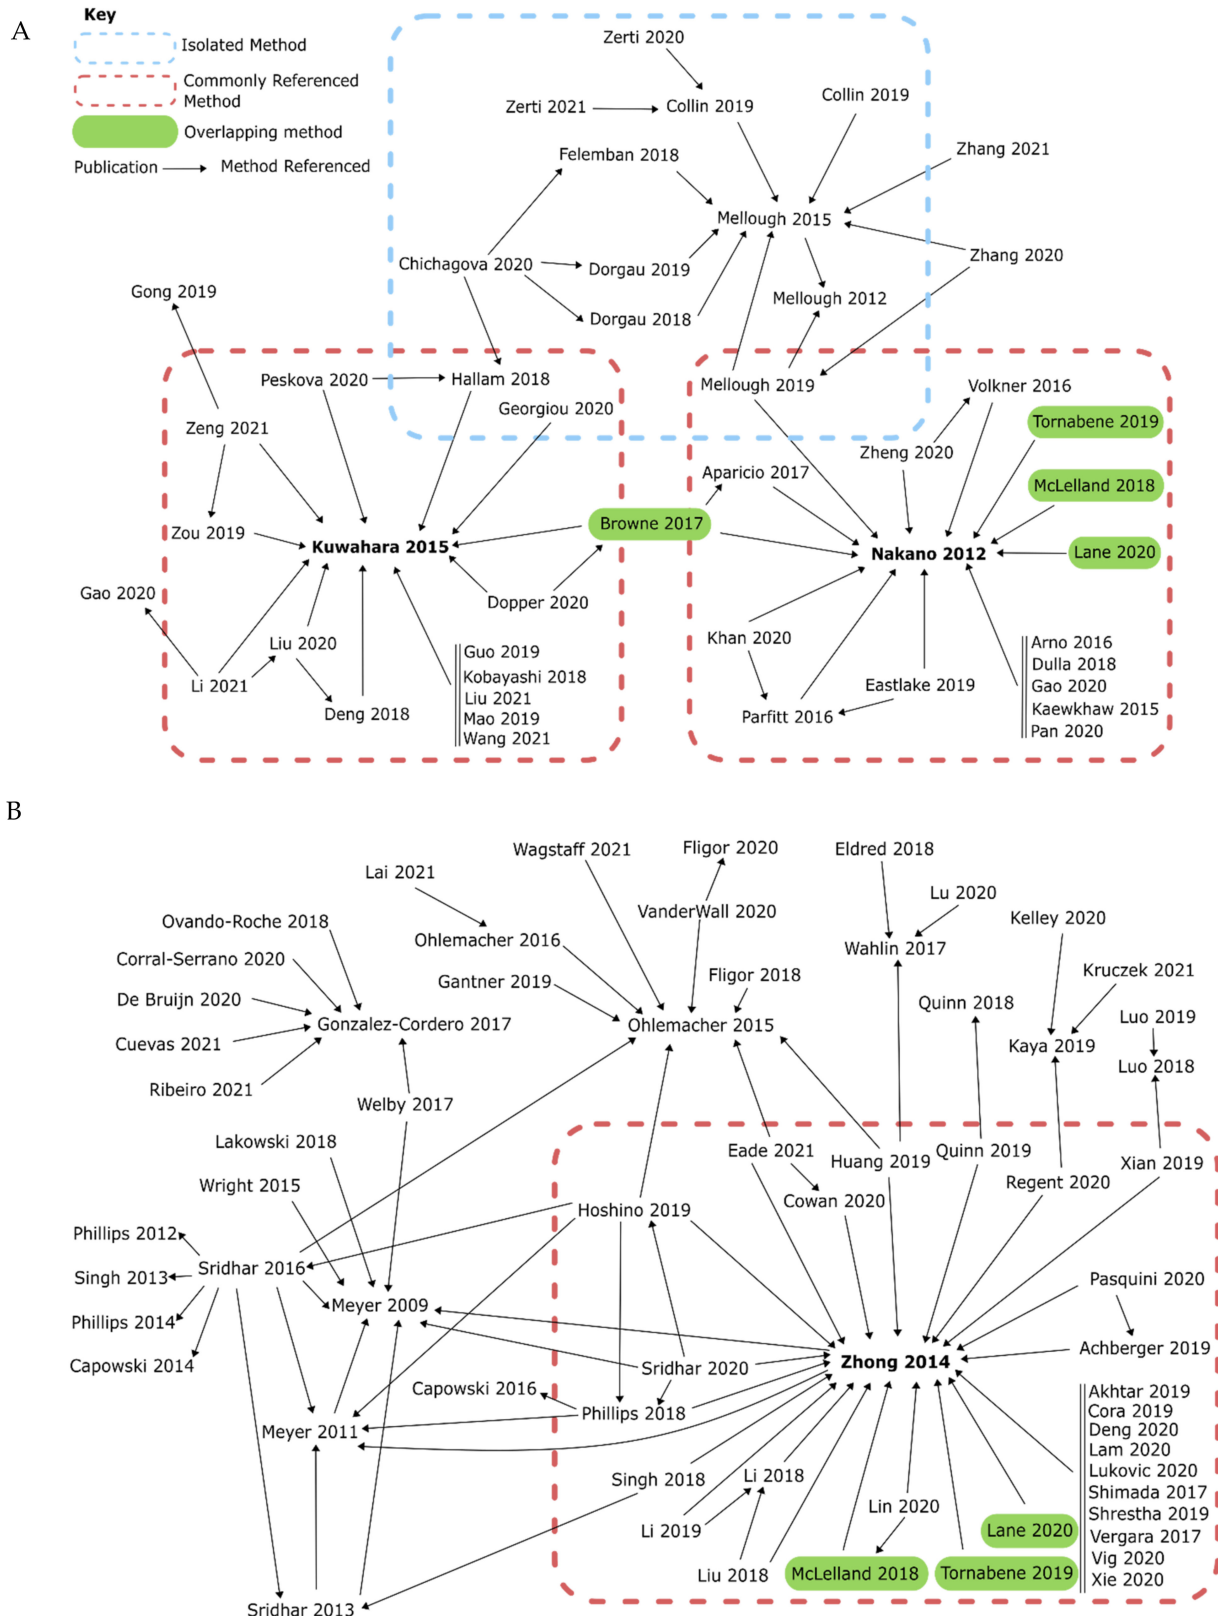 A
Key
Isolated Method
Commonly Referenced
Method
Overlapping method
Publication
Method Referenced
Zerti 2020
Zerti 2021
Collin 2019
Collin 2019
Felemban 2018
Zhang 2021
Mellough 2015
Chichagova 2020
Dorgau 2019
Zhang 2020
Gong 2019
Mellough 2012
Dorgau 2018
Peskova 2020
Hallam 2018
Mellough 2019
Volkner 2016
Georgiou 2020
Tornabene 2019
Zeng 2021
Zheng 2020
Aparicio 2017
McLelland 2018
Zou 2019
Browne 2017
Kuwahara 2015
Nakano 2012
Lane 2020
Gao 2020
Dopper 2020
Liu 2020
Khan 2020
Guo 2019
Kobayashi 2018
Liu 2021
Mao 2019
Wang 2021
Arno 2016
Dulla 2018
Gao 2020
Kaewkhaw 2015
Pan 2020
Li 2021
Deng 2018
Eastlake 2019
Parfitt 2016
B
Wagstaff 2021
Fligor 2020
Eldred 2018
Lai 2021
Lu 2020
Ovando-Roche 2018
VanderWall 2020
Kelley 2020
Ohlemacher 2016
Wahlin 2017
Corral-Serrano 2020
Gantner 2019
Fligor 2018
Kruczek 2021
De Bruijn 2020
Quinn 2018
Gonzalez-Cordero 2017
Ohlemacher 2015
Luo 2019
Cuevas 2021
Kaya 2019
Luo 2018
Ribeiro 2021
Welby 2017
Lakowski 2018
Eade 2021
Huang 2019
Quinn 2019
Xian 2019
Wright 2015
Cowan 2020
Regent 2020
Hoshino 2019
Phillips 2012
Sridhar 2016
Singh 2013
Pasquini 2020
Meyer 2009
Phillips 2014
Achberger 2019
Capowski 2014
Sridhar 2020
Zhong 2014
Capowski 2016
Phillips 2018
Meyer 2011
Akhtar 2019
Cora 2019
Deng 2020
Lam 2020
Lukovic 2020
Shimada 2017
Shrestha 2019
Vergara 2017
Vig 2020
Xie 2020
Singh 2018
Li 2018
Lin 2020
Li 2019
Lane 2020
Liu 2018
McLelland 2018
Tornabene 2019
Sridhar 2013